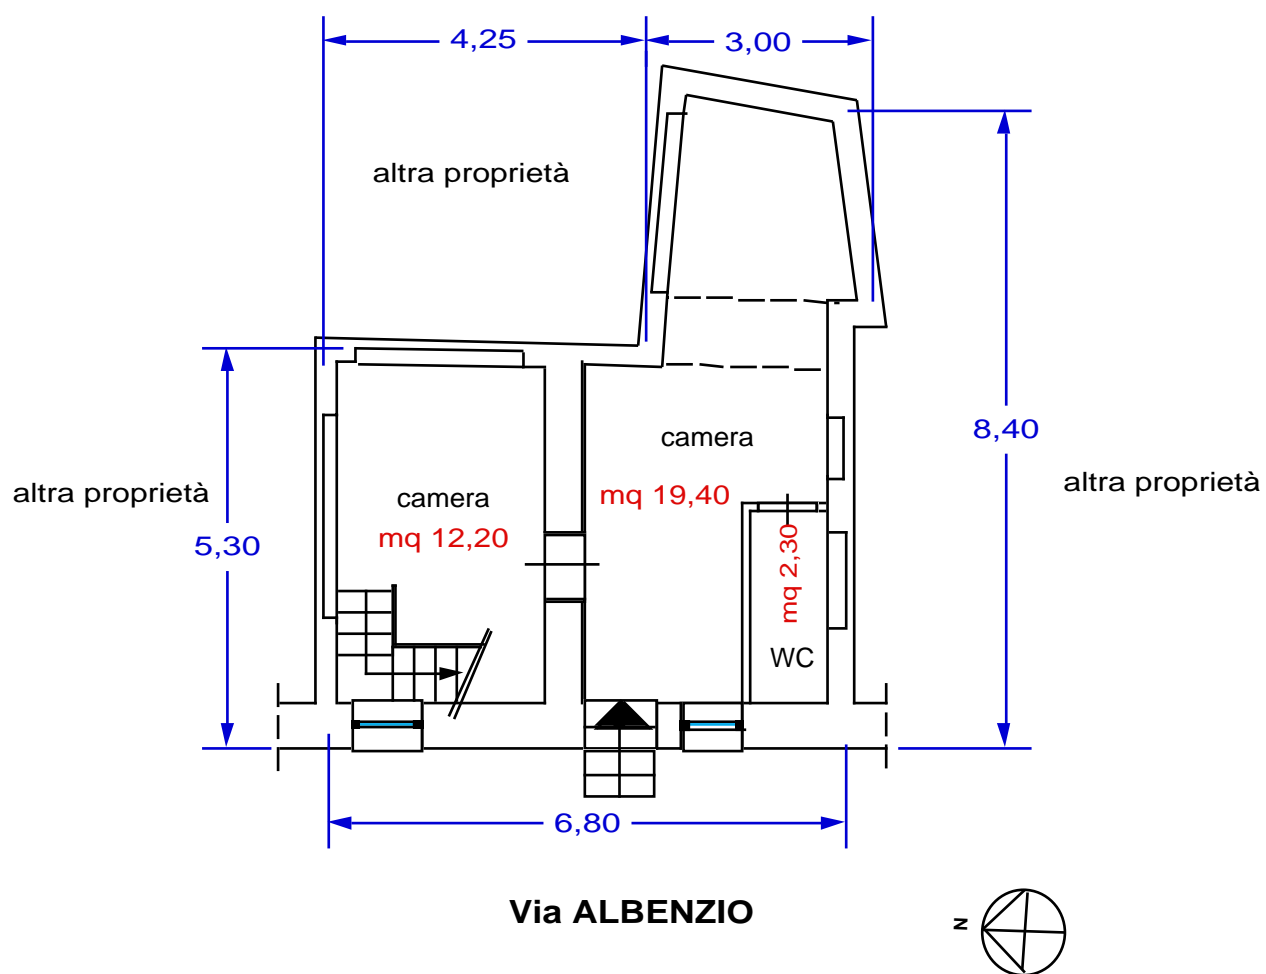 4,25
3,00
altra proprietà
camera
8,40
altra proprietà
altra proprietà
camera
mq 19,40
mq 12,20
5,30
mq 2,30
WC
6,80
Via ALBENZIO
N